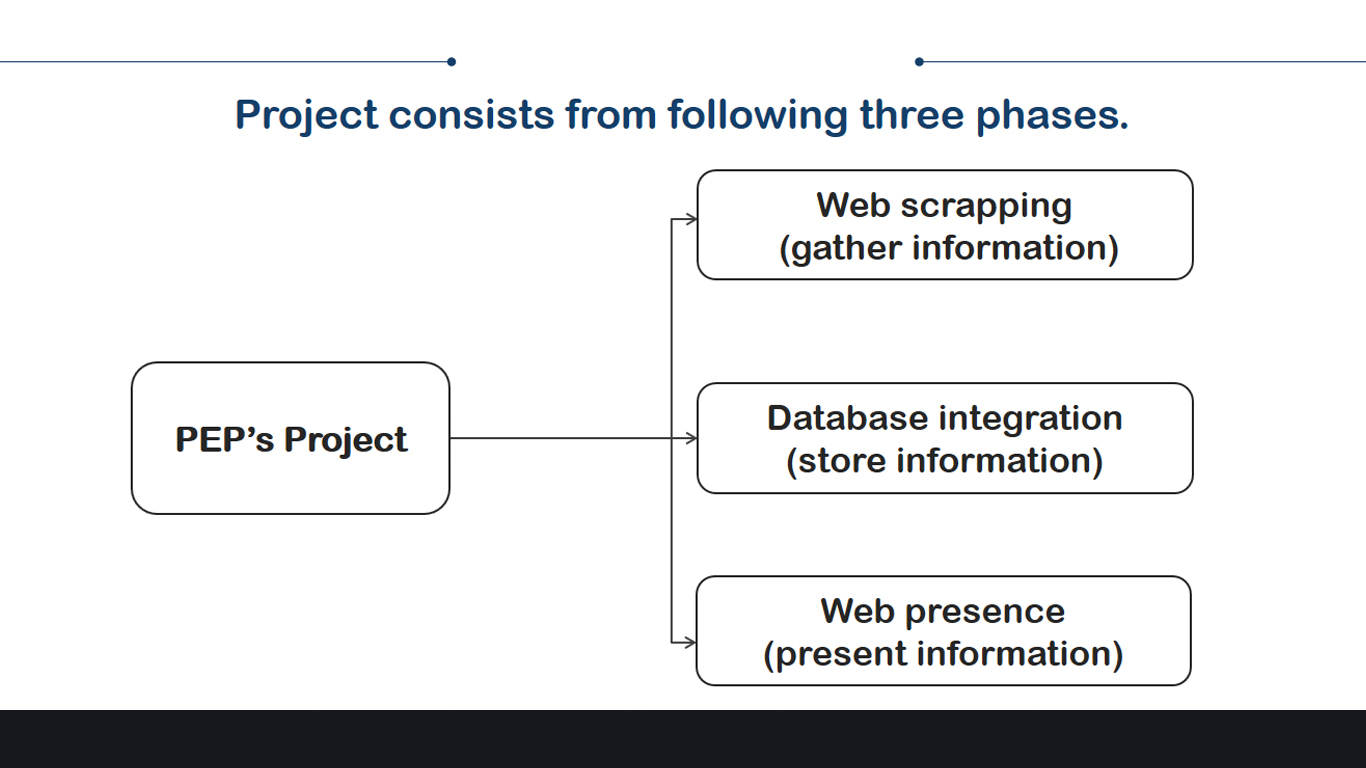 Project consists from following three phases.
Web scrapping
(gather information)
PEP’s Project
Database integration
(store information)
Web presence
(present information)